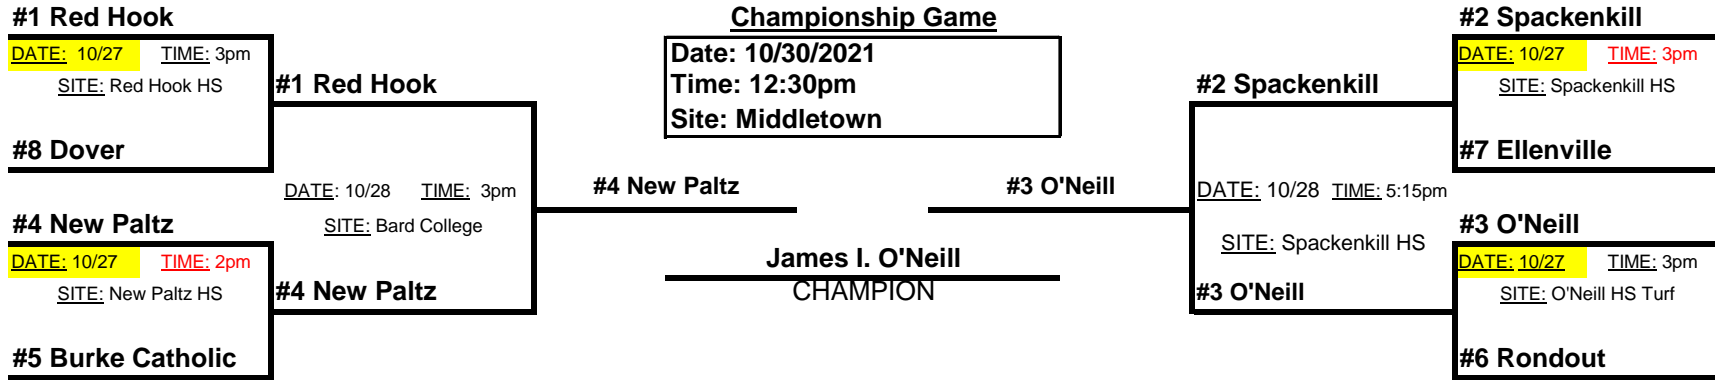 #1 Red Hook
DATE: 10/27 TIME: 3pm
SITE: Red Hook HS
#8 Dover
#4 New Paltz
DATE: 10/27 TIME: 2pm
SITE: New Paltz HS
#5 Burke Catholic
#1 Red Hook
DATE: 10/28 TIME: 3pm
SITE: Bard College
#4 New Paltz
#4 New Paltz
Championship Game
Date: 10/30/2021
Time: 12:30pm
Site: Middletown
James I. O'Neill
CHAMPION
#3 O'Neill
#2 Spackenkill
DATE: 10/28 TIME: 5:15pm
SITE: Spackenkill HS
#3 O'Neill
#2 Spackenkill
DATE: 10/27 TIME: 3pm
SITE: Spackenkill HS
#7 Ellenville
#3 O'Neill
DATE: 10/27 TIME: 3pm
SITE: O'Neill HS Turf
#6 Rondout